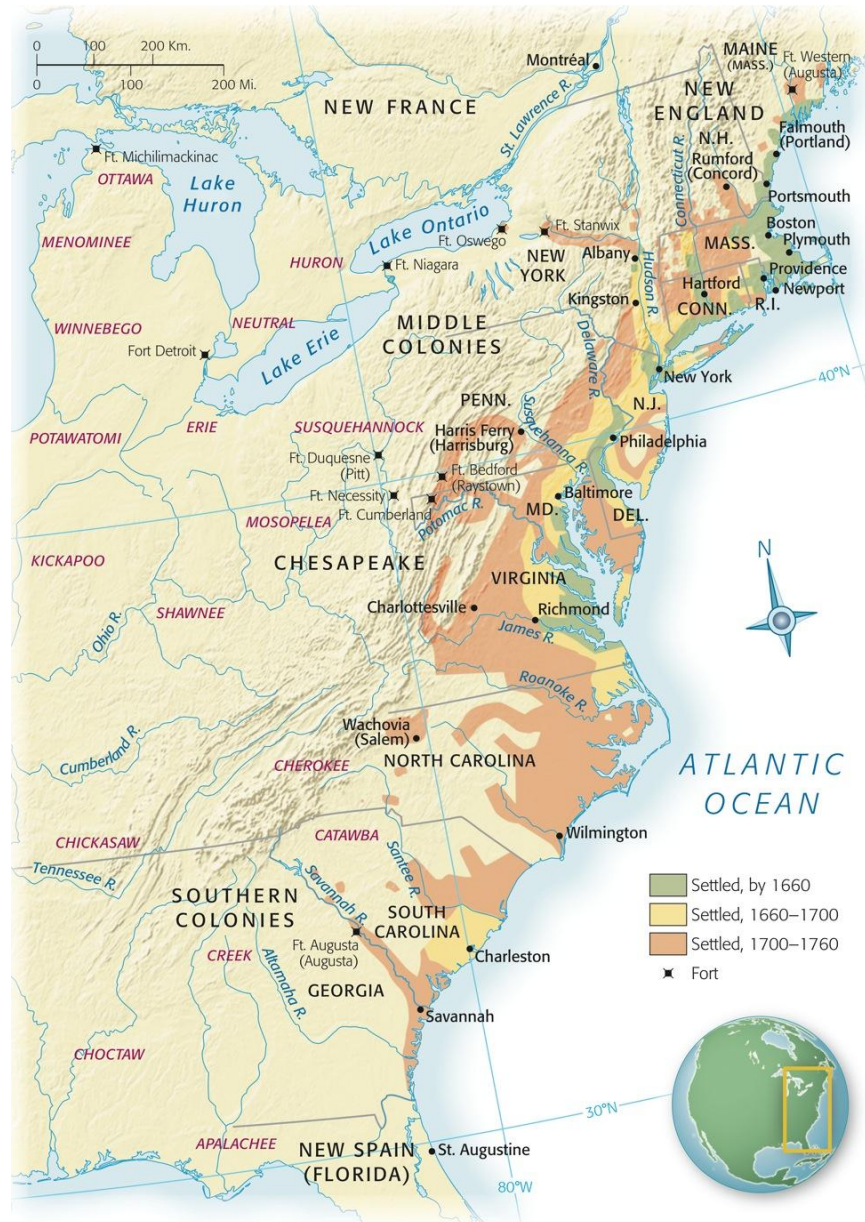 0 100 200 Km.
0 100 200 Mi.
Montréal
MAINE
(MASS.)
Ft. Western
(Augusta)
NEW FRANCE
St. Lawrence R.
NEW
ENGLAND
N.H.
Connecticut R.
Falmouth
(Portland)
Rumford
(Concord)
Ft. Michilimackinac
OTTAWA
Lake
Huron
Portsmouth
Boston
MASS.
Plymouth
Lake Ontario
Ft. Oswego
Ft. Stanwix
MENOMINEE
HURON
Ft. Niagara
NEW
YORK
Albany
Hudson R.
Providence
Hartford
CONN.
R.I.
Newport
Kingston
WINNEBEGO
NEUTRAL
MIDDLE
COLONIES
Delaware R.
Fort Detroit
Lake Erie
New York
40°N
PENN.
N.J.
Susquehanna R.
POTAWATOMI
ERIE
SUSQUEHANNOCK
Harris Ferry
(Harrisburg)
Philadelphia
Ft. Duquesne
(Pitt)
Ft. Bedford
(Raystown)
Ft. Necessity
Ft. Cumberland
Baltimore
MD.
DEL.
Potomac R.
MOSOPELEA
KICKAPOO
CHESAPEAKE
N
VIRGINIA
SHAWNEE
Charlottesville
Richmond
James R.
Ohio R.
Roanoke R.
Wachovia
(Salem)
Cumberland R.
CHEROKEE
NORTH CAROLINA
ATLANTIC
OCEAN
CHICKASAW
CATAWBA
Wilmington
Tennessee R.
Santee R.
SOUTHERN
COLONIES
Savannah R.
SOUTH
CAROLINA
Ft. Augusta
(Augusta)
CREEK
Altamaha R.
Charleston
GEORGIA
Savannah
Settled, by 1660
Settled, 1660–1700
Settled, 1700–1760
Fort
CHOCTAW
30°N
APALACHEE
NEW SPAIN
(FLORIDA)
St. Augustine
80°W